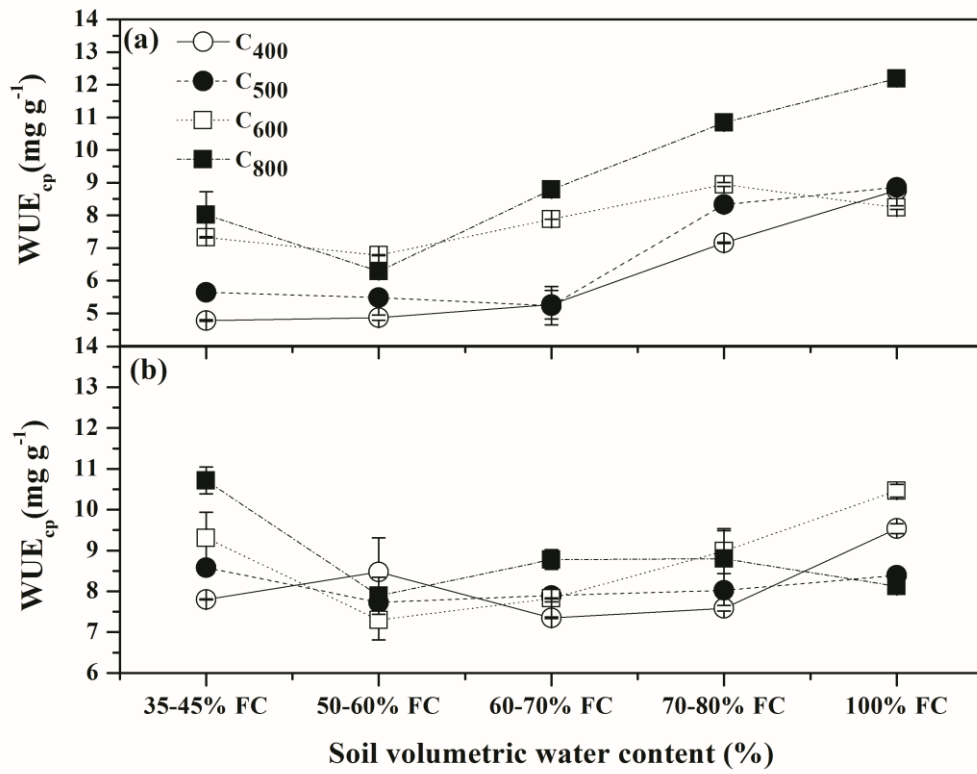 (a)
C400
C500
C600
C800
WUEcp(mg g-1)
14
13
12
11
10
9
8
7
6
5
14
(b)
WUEcp(mg g-1)
13
12
11
10
9
8
7
6
35-45% FC 50-60% FC 60-70% FC 70-80% FC 100% FC
Soil volumetric water content (%)